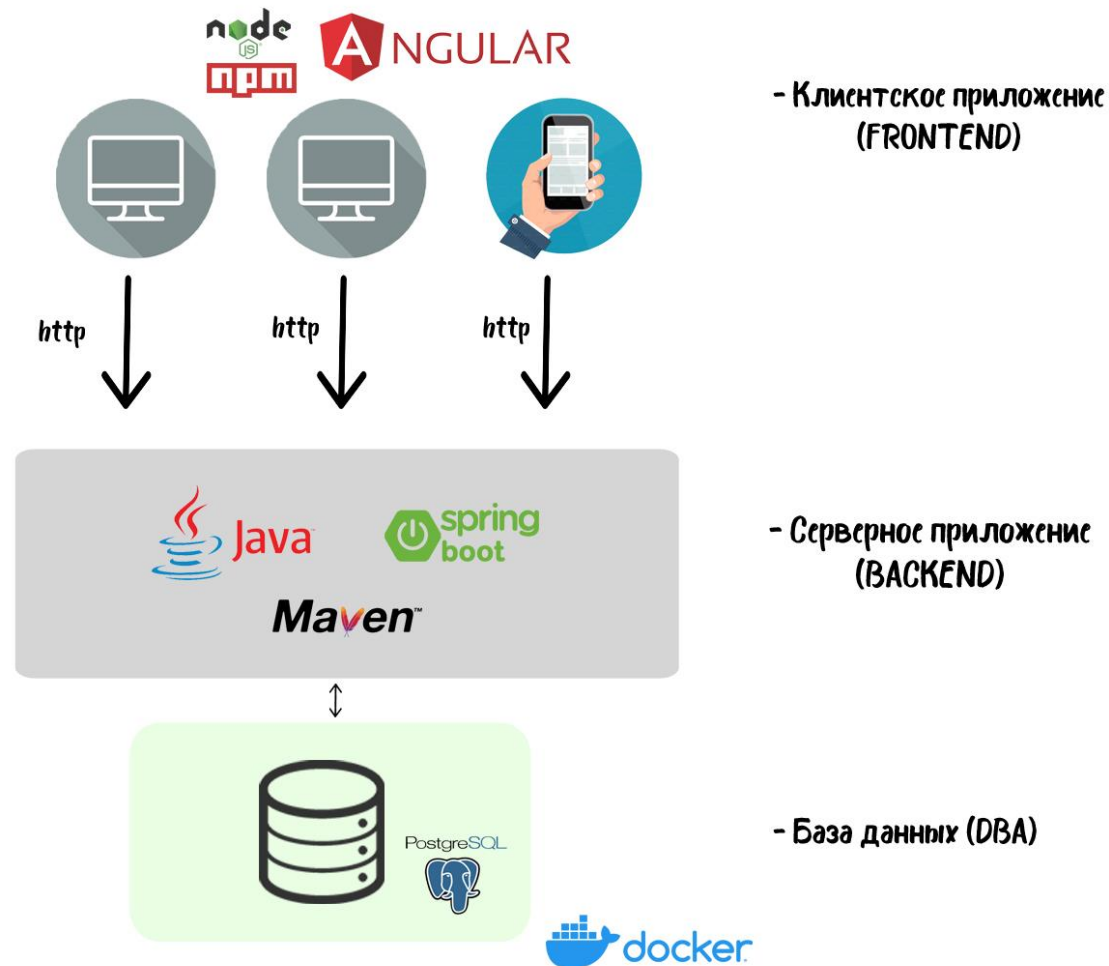 node
JS
npm
ANGULAR
- Клиентское приложение
(FRONTEND)
http
http
http
Java
spring
boot
Maven™
- Серверное приложение
(BACKEND)
PostgreSQL
- База данных (DBA)
docker